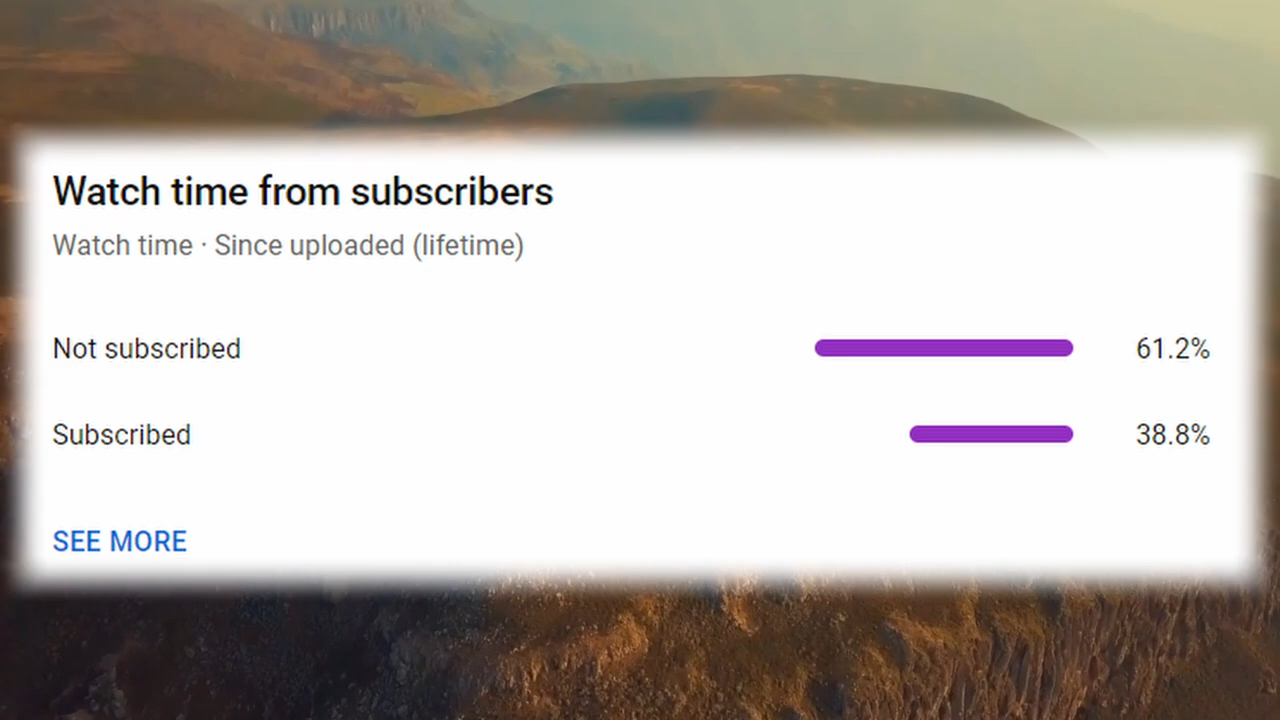 Watch time from subscribers
Watch time · Since uploaded (lifetime)
Not subscribed 61.2%
Subscribed 38.8%
SEE MORE